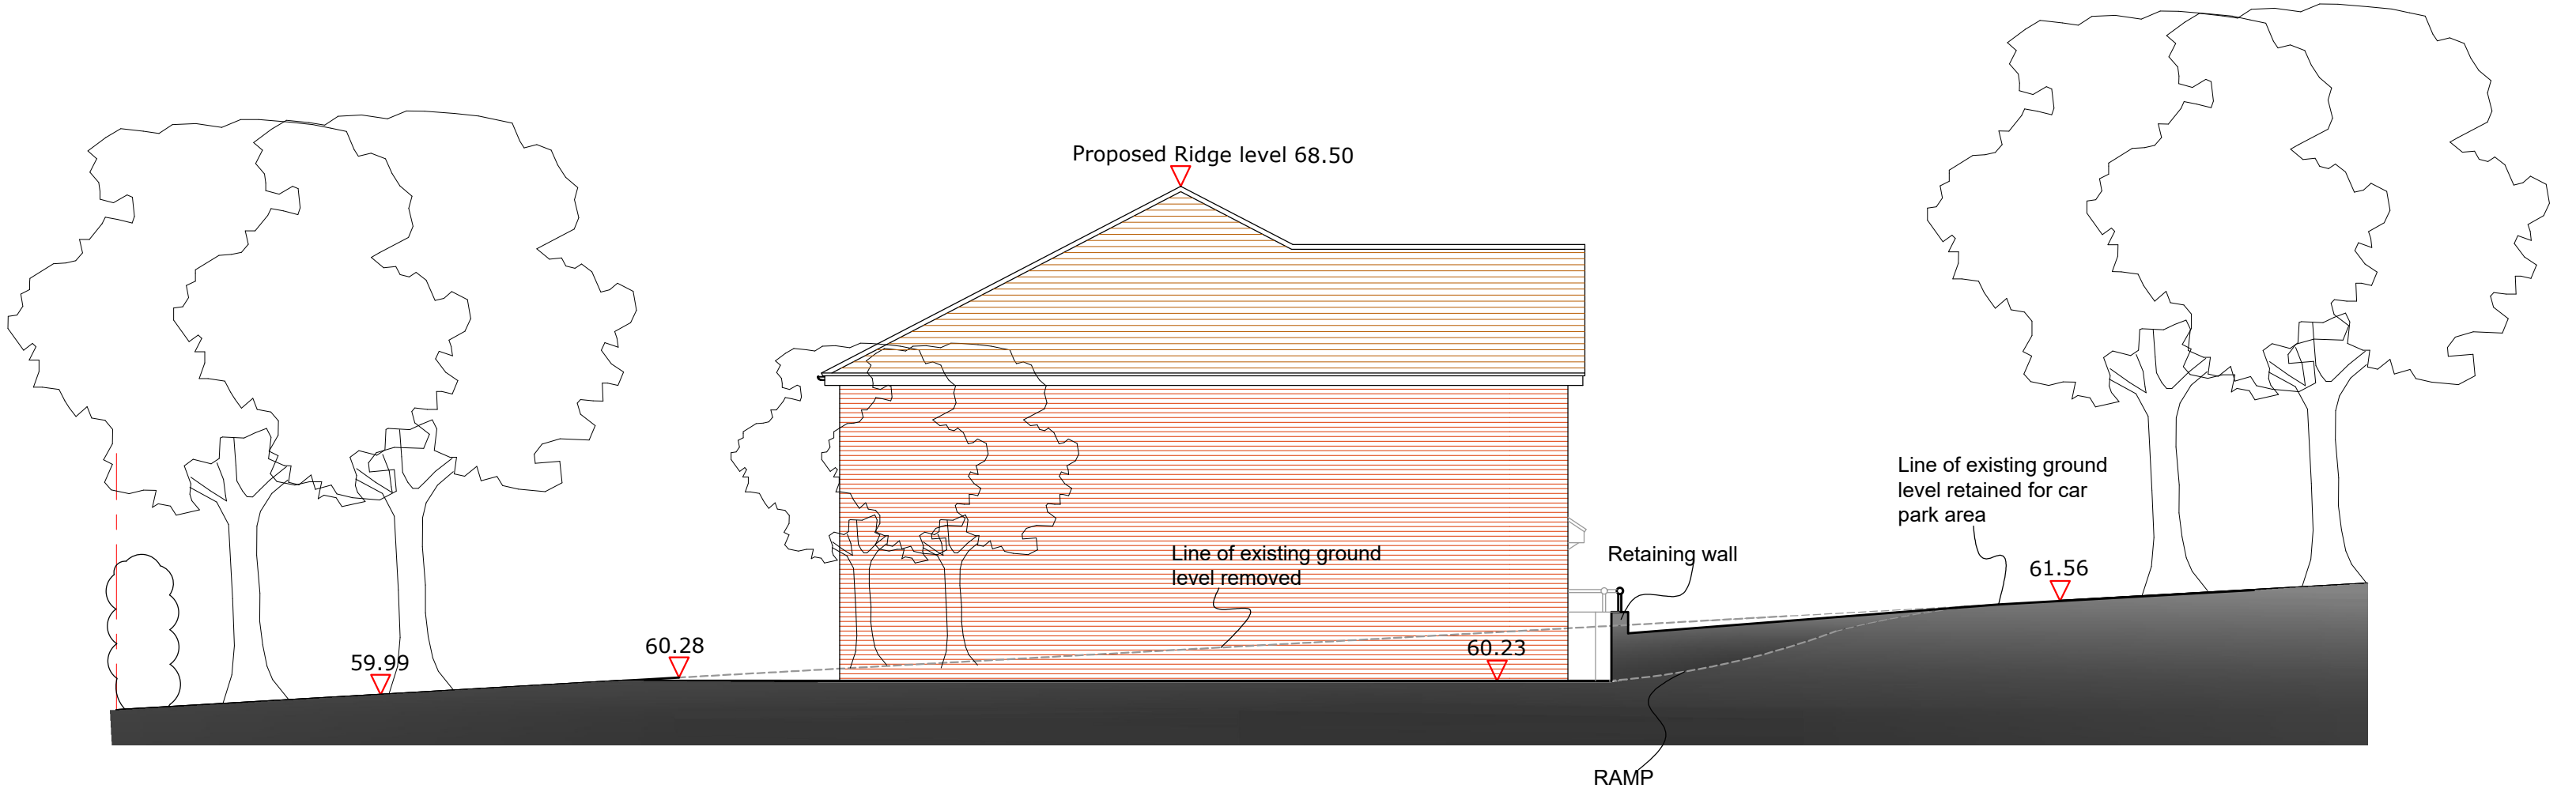 Proposed Ridge level 68.50
Line of existing ground
level retained for car
park area
Line of existing ground
level removed
Retaining wall
61.56
59.99
60.28
60.23
RAMP